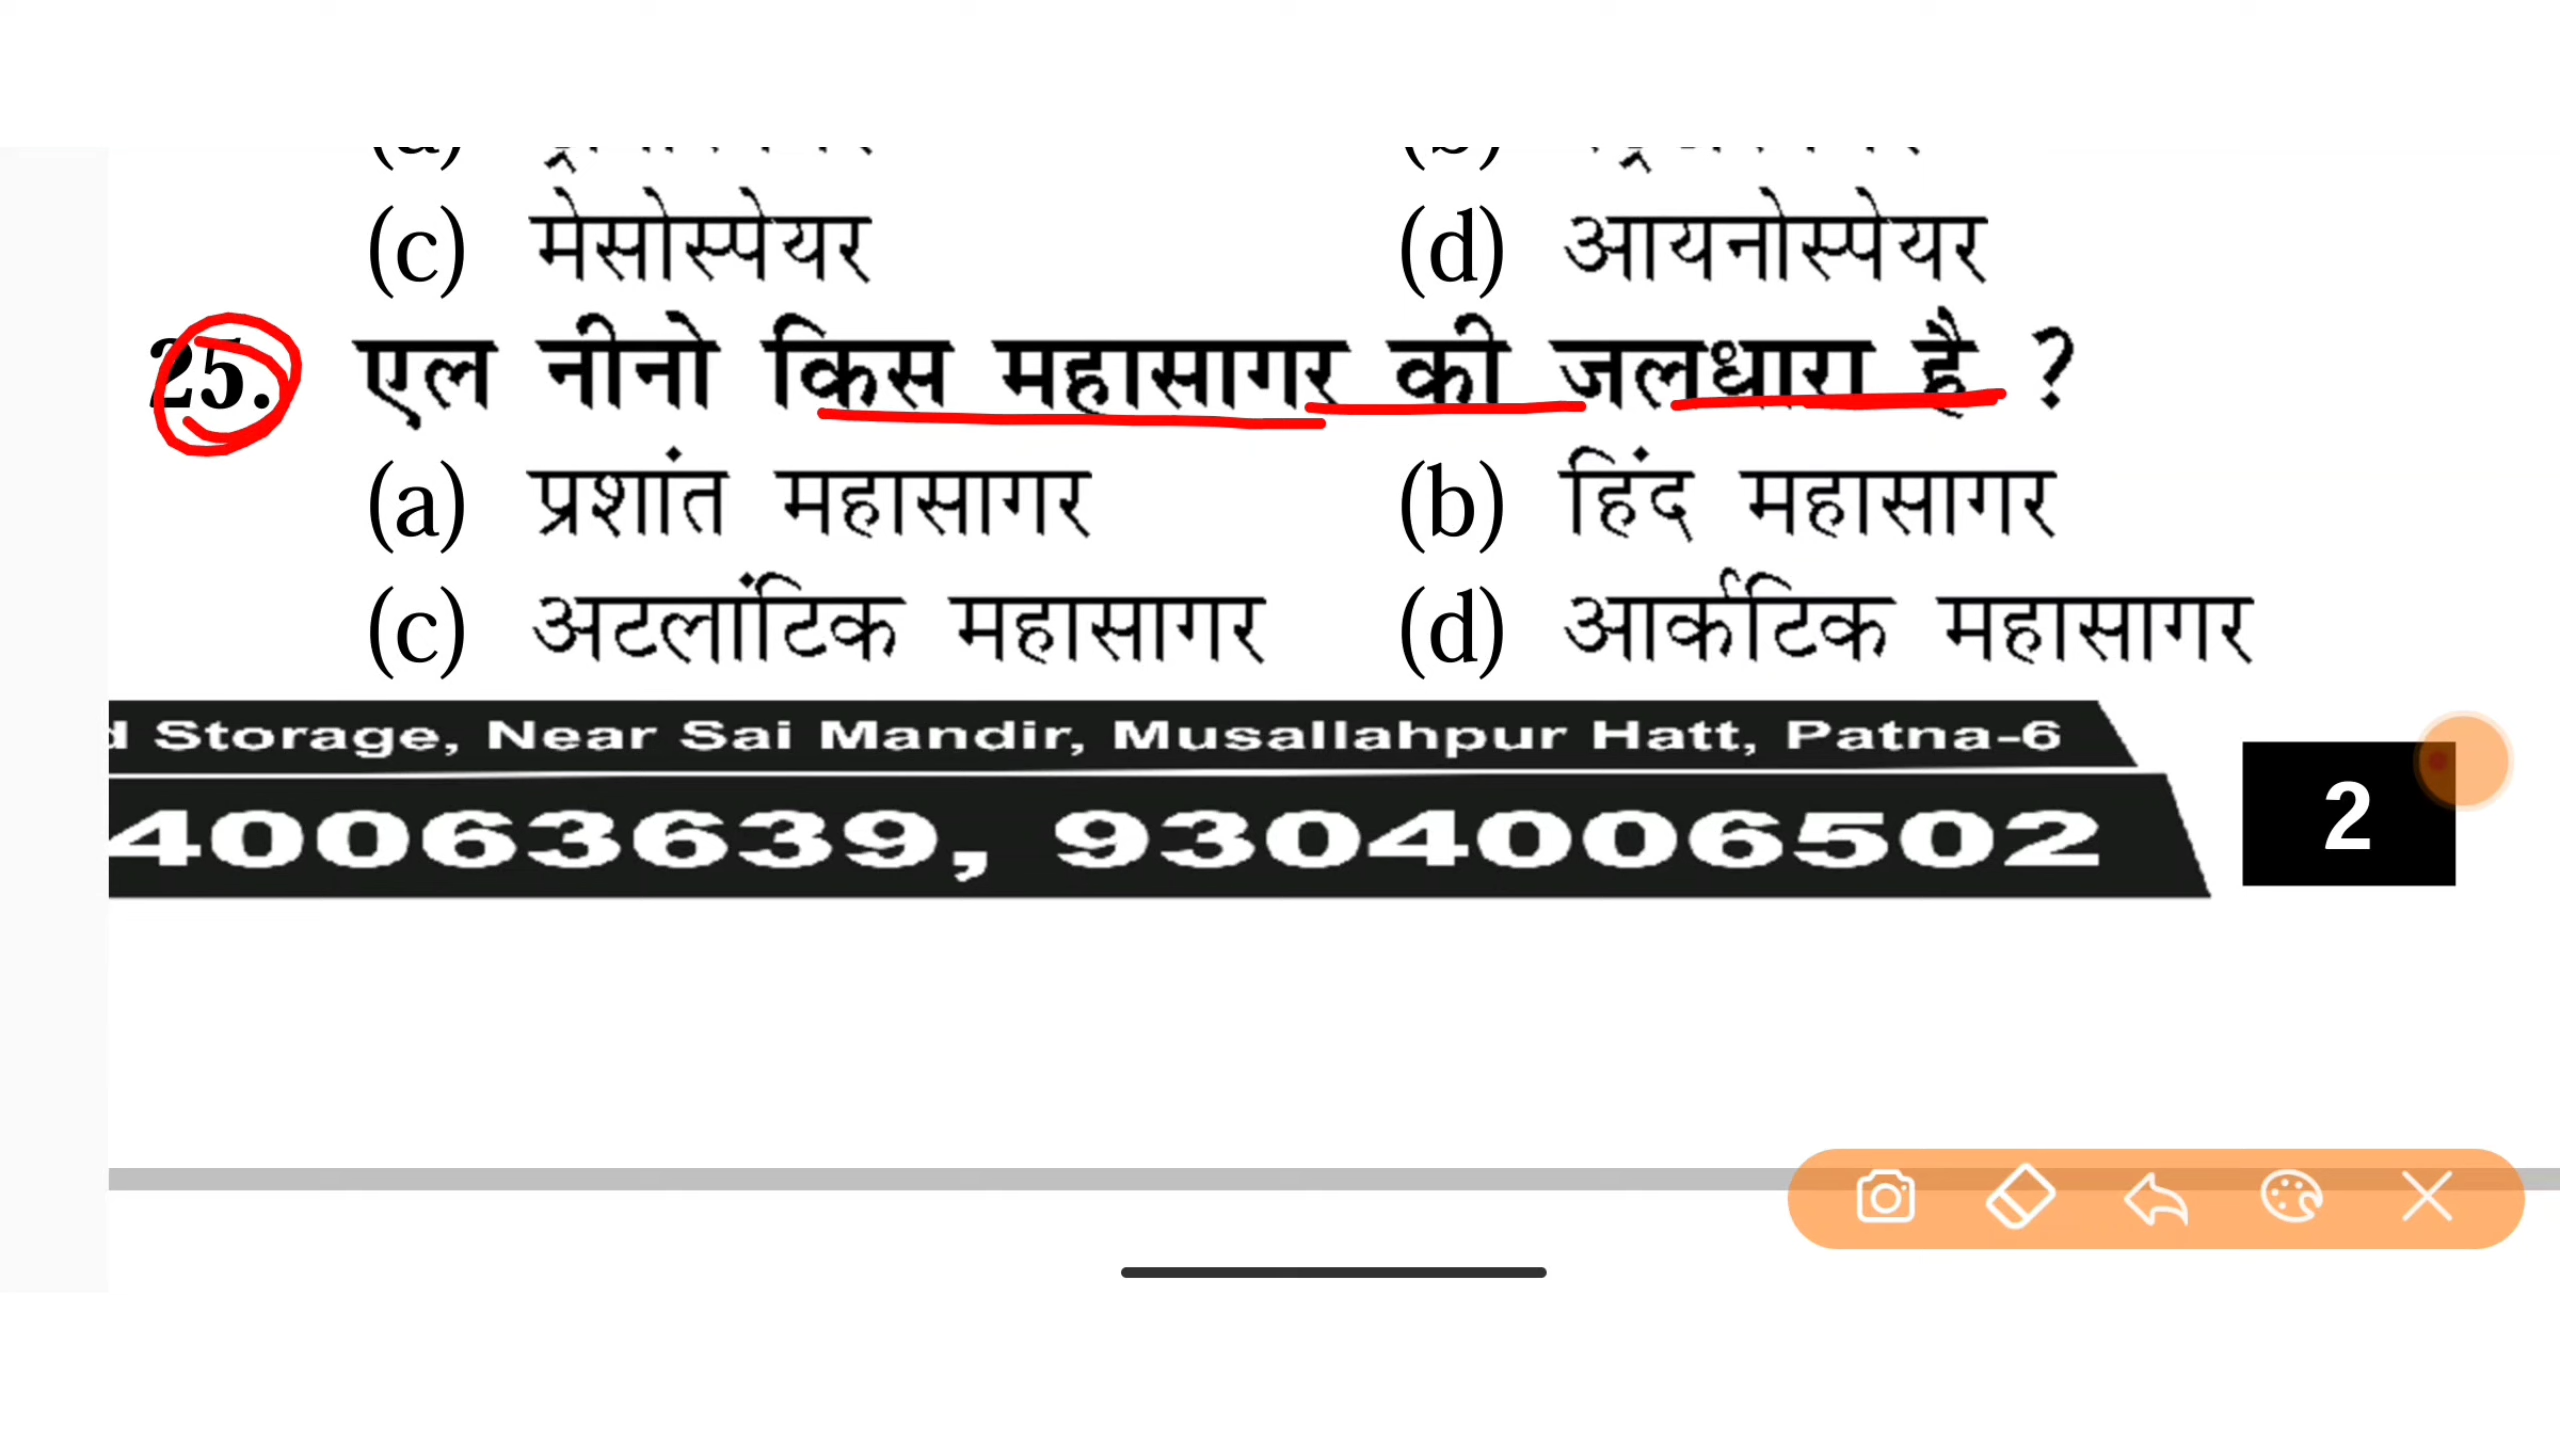 (c) मेसोस्पेयर (d) आयनोस्पेयर
25. एल नीनो किस महासागर की जलधारा है ?
(a) प्रशांत महासागर (b) हिंद महासागर
(c) अटलांटिक महासागर (d) आर्कटिक महासागर
Storage, Near Sai Mandir, Musallahpur Hatt, Patna-6
40063639, 9304006502
2